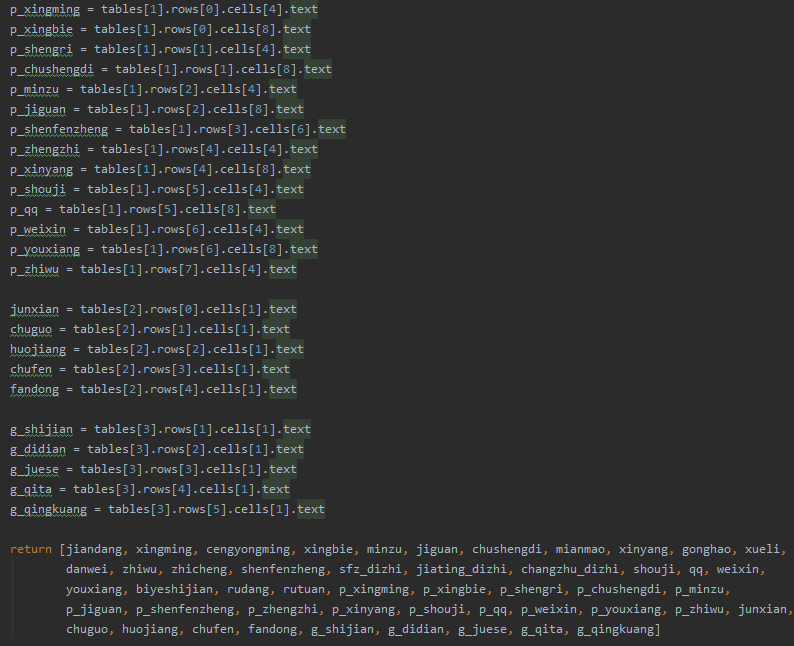 p_xingming = tables[1].rows[0].cells[4].text
p_xingbie = tables[1].rows[0].cells[8].text
p_shengri = tables[1].rows[1].cells[4].text
p_chushengdi = tables[1].rows[1].cells[8].text
p_minzu = tables[1].rows[2].cells[4].text
p_jiguan = tables[1].rows[2].cells[8].text
p_shenfenzheng = tables[1].rows[3].cells[6].text
p_zhengzhi = tables[1].rows[4].cells[4].text
p_xinyang = tables[1].rows[4].cells[8].text
p_shouji = tables[1].rows[5].cells[4].text
p_qq = tables[1].rows[5].cells[8].text
p_weixin = tables[1].rows[6].cells[4].text
p_youxiang = tables[1].rows[6].cells[8].text
p_zhiwu = tables[1].rows[7].cells[4].text
junxian = tables[2].rows[0].cells[1].text
chuguo = tables[2].rows[1].cells[1].text
huojiang = tables[2].rows[2].cells[1].text
chufen = tables[2].rows[3].cells[1].text
fandong = tables[2].rows[4].cells[1].text
g_shijian = tables[3].rows[1].cells[1].text
g_didian = tables[3].rows[2].cells[1].text
g_juese = tables[3].rows[3].cells[1].text
g_qita = tables[3].rows[4].cells[1].text
g_qingkuang = tables[3].rows[5].cells[1].text
return [jiandang, xingming, cengyongming, xingbie, minzu, jiguan, chushengdi, mianmao, xinyang, gonghao, xueli,
danwei, zhiwu, zhicheng, shenfenzheng, sfz_dizhi, jiating_dizhi, changzhu_dizhi, shouji, qq, weixin,
youxiang, biyeshijian, rudang, rutuan, p_xingming, p_xingbie, p_shengri, p_chushengdi, p_minzu,
p_jiguan, p_shenfenzheng, p_zhengzhi, p_xinyang, p_shouji, p_qq, p_weixin, p_youxiang, p_zhiwu, junxian,
chuguo, huojiang, chufen, fandong, g_shijian, g_didian, g_juese, g_qita, g_qingkuang]